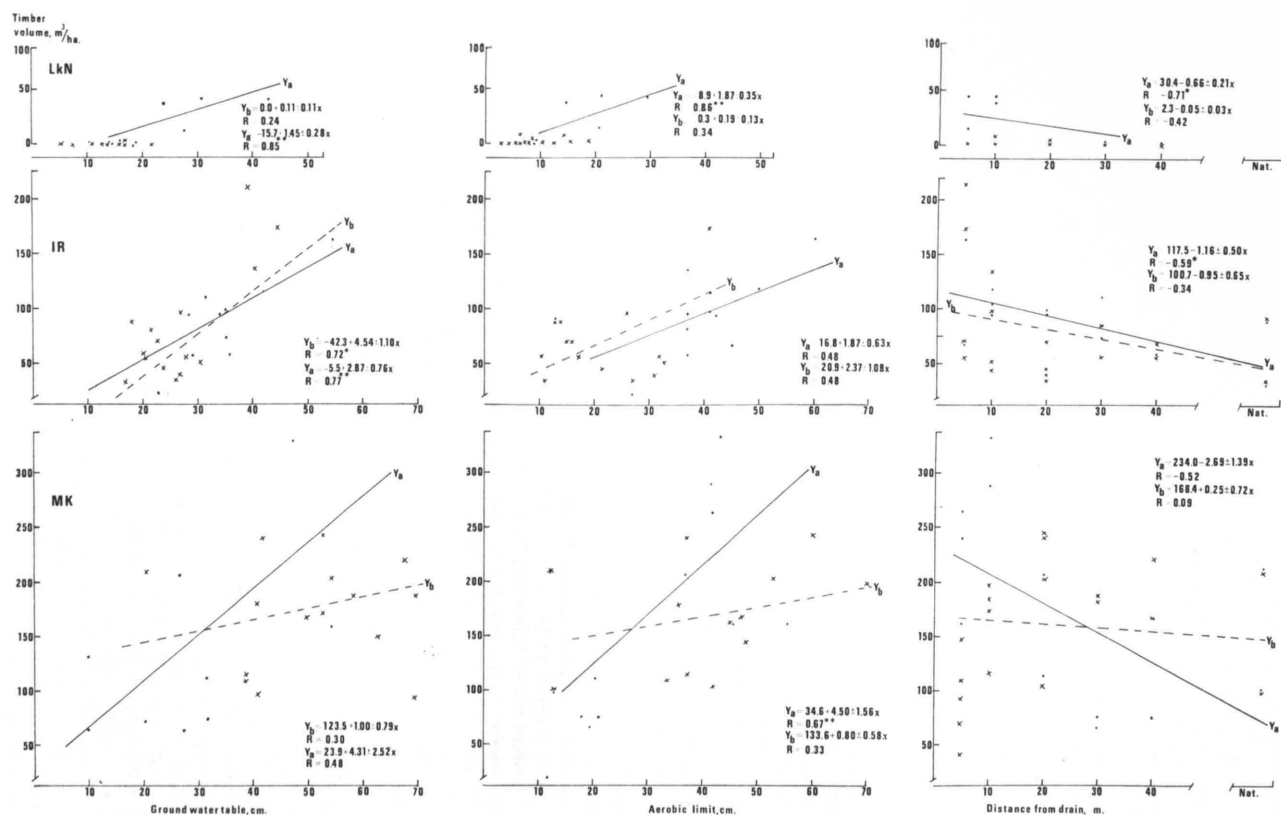 Timber
volume, m³/ha.
LkN
100
50
0
10
20
30
40
50
Ya
Yb = 0.0 + 0.11 ± 0.11x
R 0.24
Ya = -15.7 + 1.45 ± 0.28x
R = 0.85**
100
50
0
10
20
30
40
50
Ya
Ya = -8.9 + 1.87 ± 0.35x
R 0.86**
Yb 0.3 + 0.19 ± 0.13x
R 0.34
100
50
0
10
20
30
40
Nat.
Ya
Ya = 30.4 - 0.66 ± 0.21x
R -0.71*
Yb 2.3 - 0.05 ± 0.03x
R -0.42
IR
200
150
100
50
10
20
30
40
50
60
70
Yb
Ya
Yb = -42.3 + 4.54 ± 1.10x
R = 0.72*
Ya = -5.5 + 2.87 ± 0.76x
R = 0.77**
200
150
100
50
10
20
30
40
50
60
70
Yb
Ya
Ya 16.8 + 1.87 ± 0.63x
R 0.48
Yb 20.9 + 2.37 ± 1.08x
R 0.48
200
150
100
50
10
20
30
40
Nat.
Yb
Ya
Ya 117.5 - 1.16 ± 0.50x
R -0.59*
Yb = 100.7 - 0.95 ± 0.65x
R = -0.34
MK
300
250
200
150
100
50
10
20
30
40
50
60
70
Ya
Yb
Yb = 123.5 + 1.00 ± 0.79x
R = 0.30
Ya = 23.9 + 4.31 ± 2.52x
R = 0.48
Ground water table, cm.
300
250
200
150
100
50
10
20
30
40
50
60
70
Ya
Yb
Ya = 34.6 + 4.50 ± 1.56x
R = 0.67**
Yb = 133.6 + 0.80 ± 0.58x
R = 0.33
Aerobic limit, cm.
300
250
200
150
100
50
10
20
30
40
Nat.
Yb
Ya
Ya = 234.0 - 2.69 ± 1.39x
R -0.52
Yb = 168.4 + 0.25 ± 0.72x
R 0.09
Distance from drain, m.